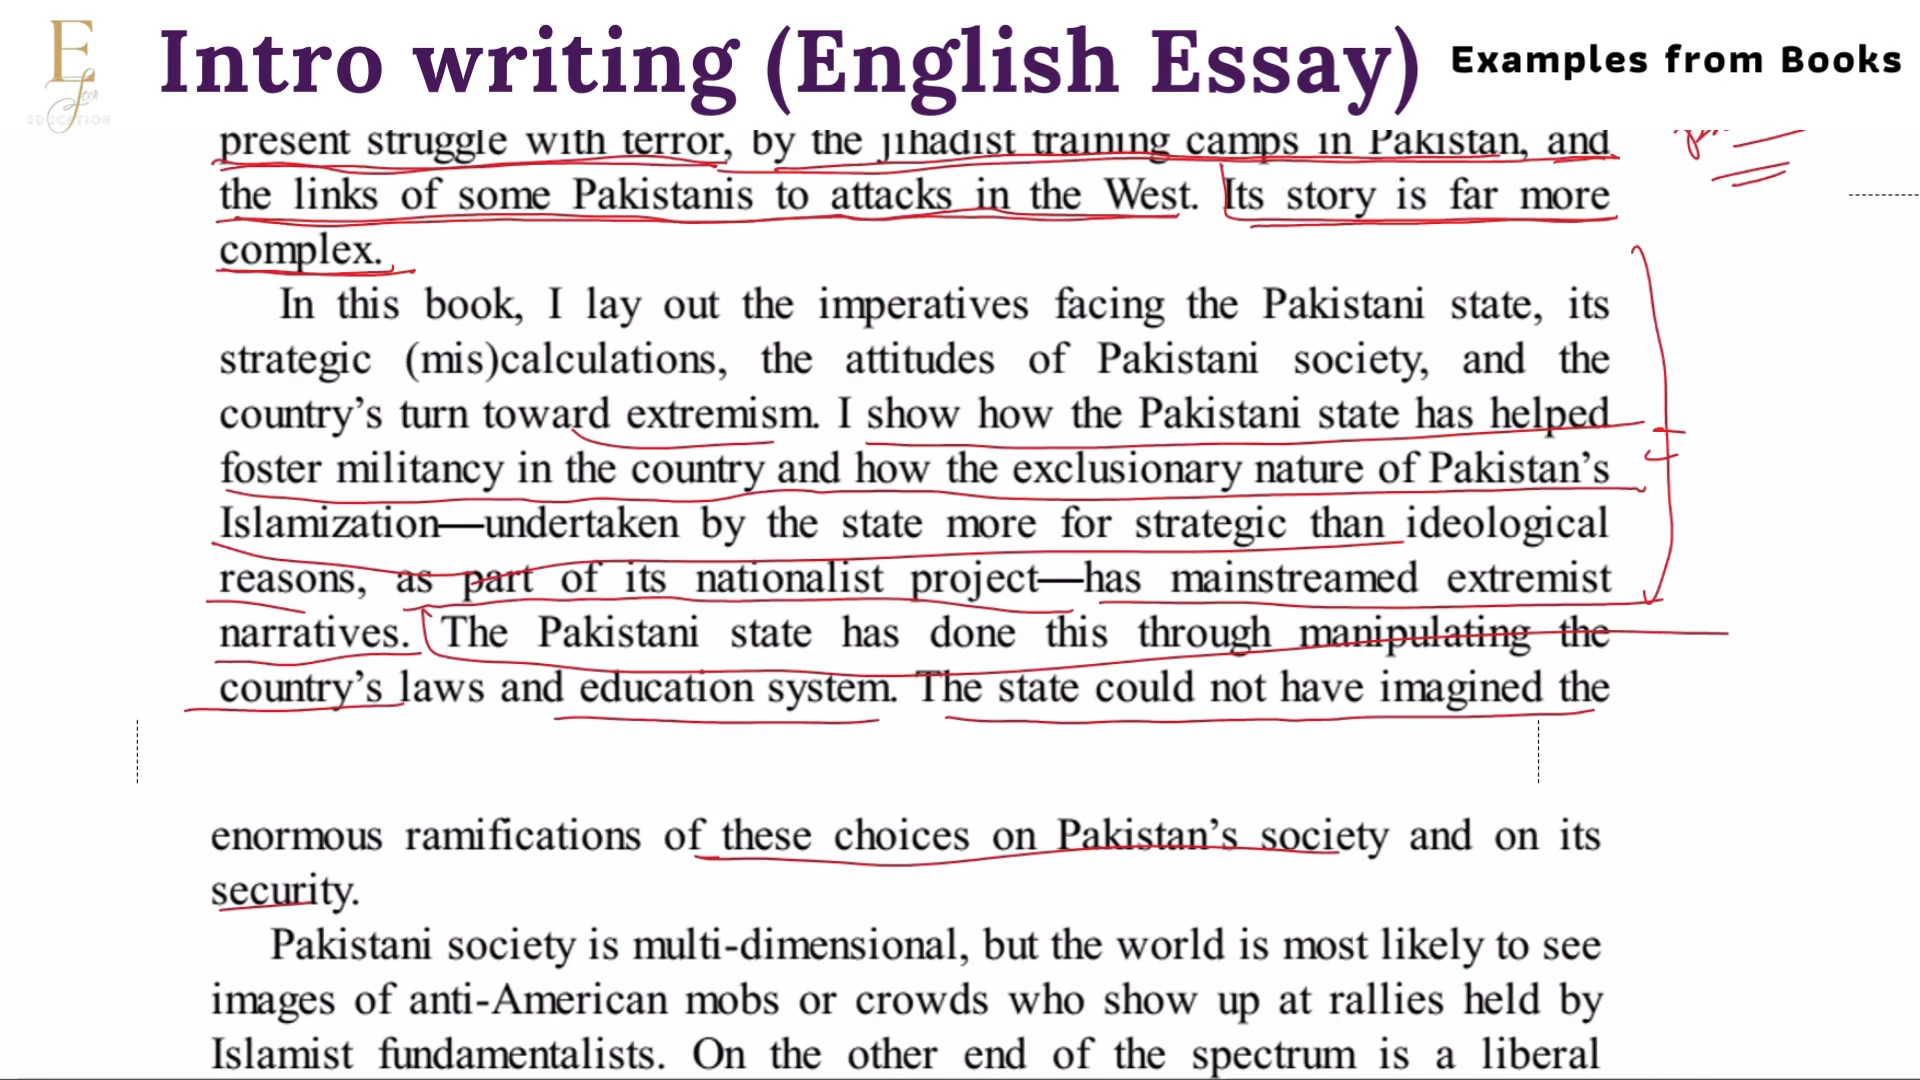 E
for
EDUCATION
Intro writing (English Essay)
Examples from Books
present struggle with terror, by the jihadist training camps in Pakistan, and
the links of some Pakistanis to attacks in the West. Its story is far more
complex.
In this book, I lay out the imperatives facing the Pakistani state, its
strategic (mis)calculations, the attitudes of Pakistani society, and the
country’s turn toward extremism. I show how the Pakistani state has helped
foster militancy in the country and how the exclusionary nature of Pakistan’s
Islamization—undertaken by the state more for strategic than ideological
reasons, as part of its nationalist project—has mainstreamed extremist
narratives. The Pakistani state has done this through manipulating the
country’s laws and education system. The state could not have imagined the
enormous ramifications of these choices on Pakistan’s society and on its
security.
Pakistani society is multi-dimensional, but the world is most likely to see
images of anti-American mobs or crowds who show up at rallies held by
Islamist fundamentalists. On the other end of the spectrum is a liberal